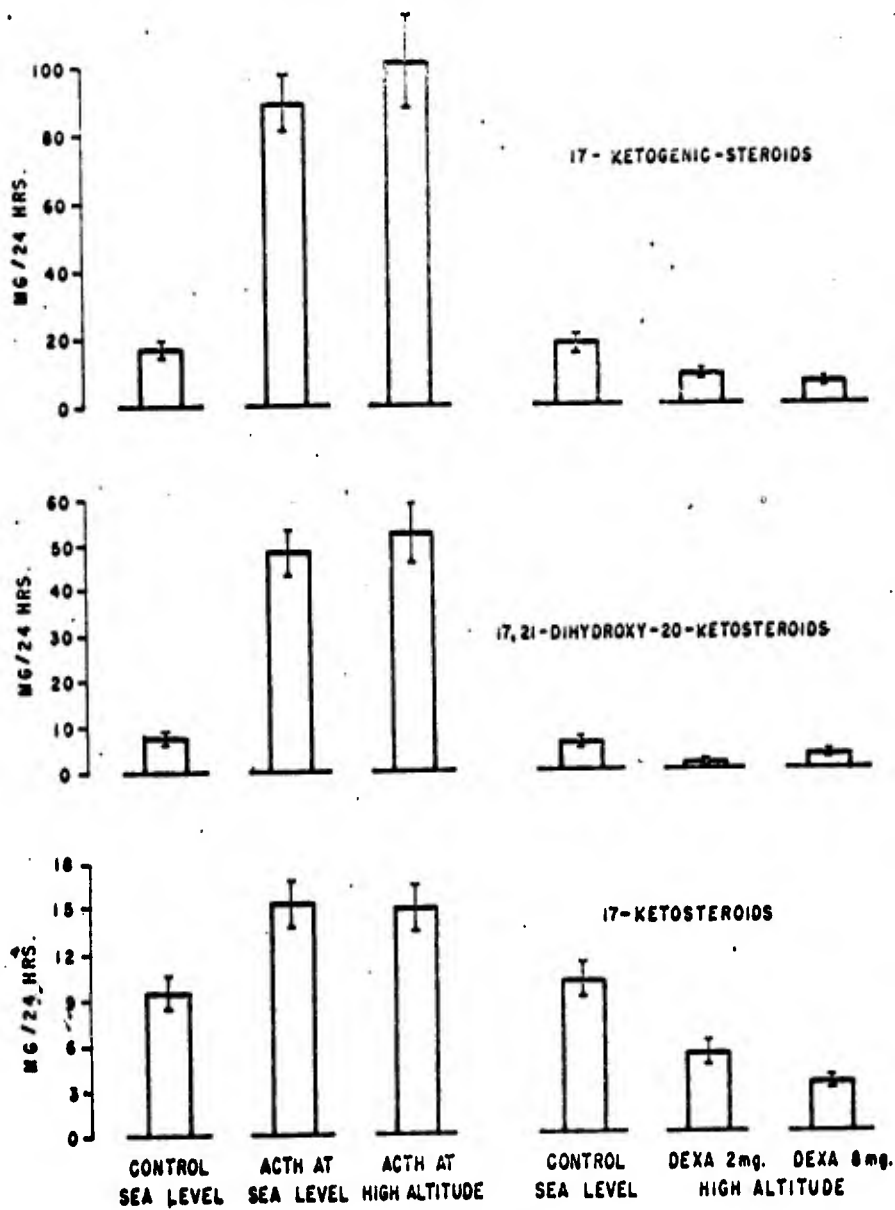 100
80
60
40
20
0
MG/24 HRS.
17-KETOGENIC-STEROIDS
60
50
40
30
20
10
0
MG/24 HRS.
17,21-DIHYDROXY-20-KETOSTEROIDS
18
15
12
9
6
3
0
MG/24 HRS.
17-KETOSTEROIDS
CONTROL
SEA LEVEL
ACTH AT
SEA LEVEL
ACTH AT
HIGH ALTITUDE
CONTROL
SEA LEVEL
DEXA 2mg. DEXA 8mg.
HIGH ALTITUDE